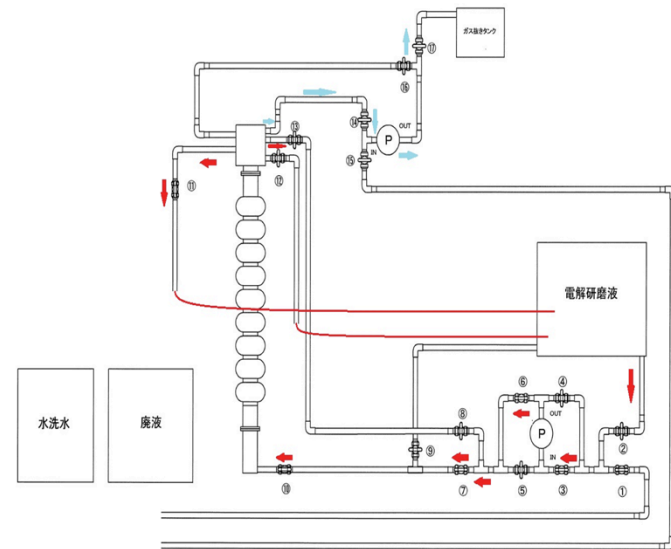 ガス抜きタンク
⑰
⑯
⑭
OUT
P
IN
⑬
⑮
⑫
⑪
電解研磨液
水洗水
廃液
⑥
④
OUT
⑧
P
②
IN
⑨
⑩
⑦
⑤
③
①